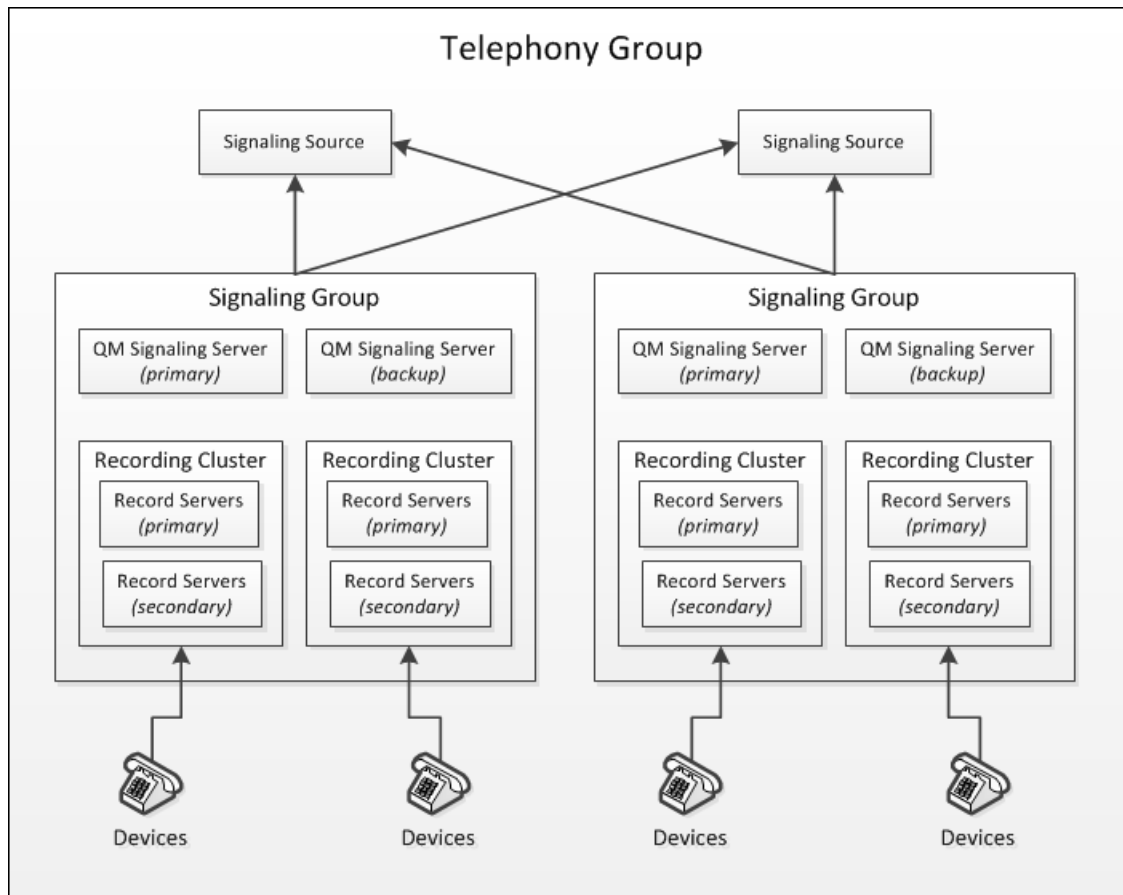 Telephony Group
Signaling Source
Signaling Source
Signaling Group
QM Signaling Server
(primary)
QM Signaling Server
(backup)
Recording Cluster
Record Servers
(primary)
Record Servers
(secondary)
Recording Cluster
Record Servers
(primary)
Record Servers
(secondary)
Devices
Devices
Signaling Group
QM Signaling Server
(primary)
QM Signaling Server
(backup)
Recording Cluster
Record Servers
(primary)
Record Servers
(secondary)
Recording Cluster
Record Servers
(primary)
Record Servers
(secondary)
Devices
Devices